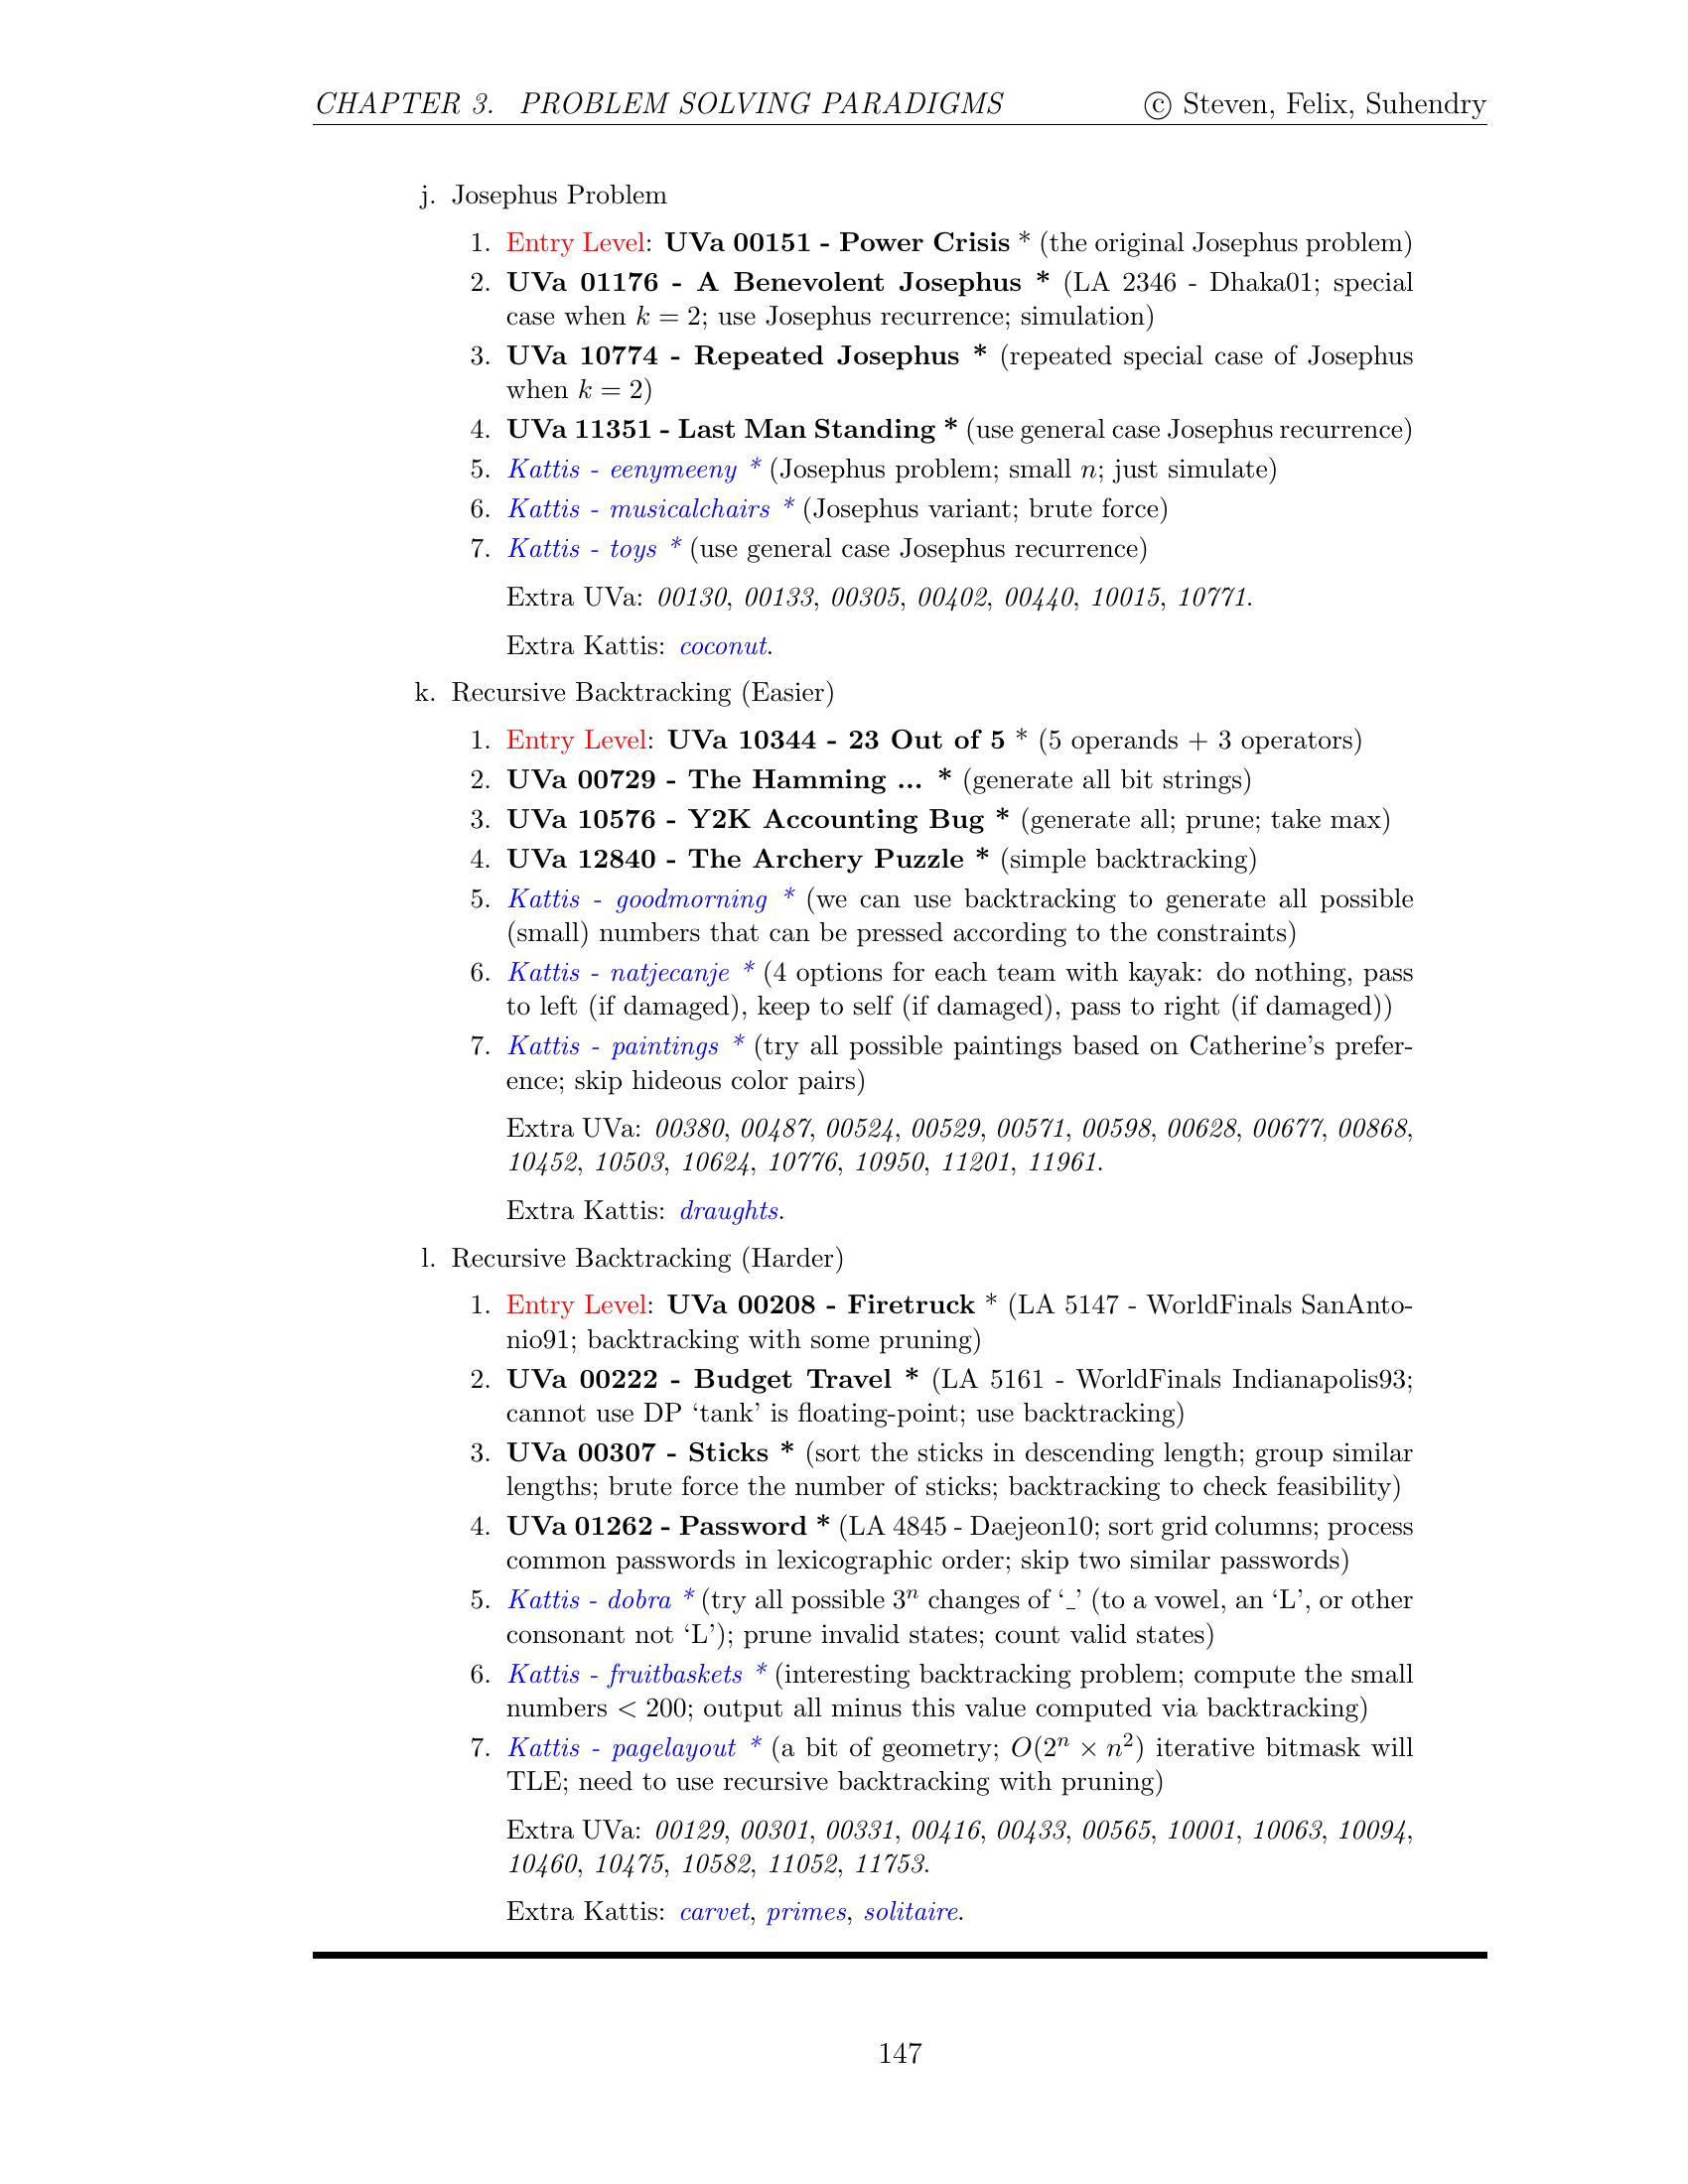 CHAPTER 3. PROBLEM SOLVING PARADIGMS © Steven, Felix, Suhendry
j. Josephus Problem
1. Entry Level: UVa 00151 - Power Crisis * (the original Josephus problem)
2. UVa 01176 - A Benevolent Josephus * (LA 2346 - Dhaka01; special
case when k = 2; use Josephus recurrence; simulation)
3. UVa 10774 - Repeated Josephus * (repeated special case of Josephus
when k = 2)
4. UVa 11351 - Last Man Standing * (use general case Josephus recurrence)
5. Kattis - eenymeeny * (Josephus problem; small n; just simulate)
6. Kattis - musicalchairs * (Josephus variant; brute force)
7. Kattis - toys * (use general case Josephus recurrence)
Extra UVa: 00130, 00133, 00305, 00402, 00440, 10015, 10771.
Extra Kattis: coconut.
k. Recursive Backtracking (Easier)
1. Entry Level: UVa 10344 - 23 Out of 5 * (5 operands + 3 operators)
2. UVa 00729 - The Hamming ... * (generate all bit strings)
3. UVa 10576 - Y2K Accounting Bug * (generate all; prune; take max)
4. UVa 12840 - The Archery Puzzle * (simple backtracking)
5. Kattis - goodmorning * (we can use backtracking to generate all possible
(small) numbers that can be pressed according to the constraints)
6. Kattis - natjecanje * (4 options for each team with kayak: do nothing, pass
to left (if damaged), keep to self (if damaged), pass to right (if damaged))
7. Kattis - paintings * (try all possible paintings based on Catherine's prefer-
ence; skip hideous color pairs)
Extra UVa: 00380, 00487, 00524, 00529, 00571, 00598, 00628, 00677, 00868,
10452, 10503, 10624, 10776, 10950, 11201, 11961.
Extra Kattis: draughts.
l. Recursive Backtracking (Harder)
1. Entry Level: UVa 00208 - Firetruck * (LA 5147 - WorldFinals SanAnto-
nio91; backtracking with some pruning)
2. UVa 00222 - Budget Travel * (LA 5161 - WorldFinals Indianapolis93;
cannot use DP ‘tank’ is floating-point; use backtracking)
3. UVa 00307 - Sticks * (sort the sticks in descending length; group similar
lengths; brute force the number of sticks; backtracking to check feasibility)
4. UVa 01262 - Password * (LA 4845 - Daejeon10; sort grid columns; process
common passwords in lexicographic order; skip two similar passwords)
5. Kattis - dobra * (try all possible 3ⁿ changes of ‘_’ (to a vowel, an ‘L’, or other
consonant not ‘L’); prune invalid states; count valid states)
6. Kattis - fruitbaskets * (interesting backtracking problem; compute the small
numbers < 200; output all minus this value computed via backtracking)
7. Kattis - pagelayout * (a bit of geometry; O(2ⁿ × n²) iterative bitmask will
TLE; need to use recursive backtracking with pruning)
Extra UVa: 00129, 00301, 00331, 00416, 00433, 00565, 10001, 10063, 10094,
10460, 10475, 10582, 11052, 11753.
Extra Kattis: carvet, primes, solitaire.
147